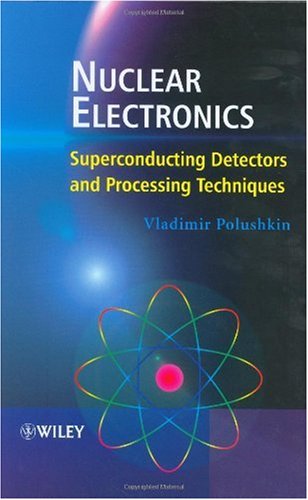 NUCLEAR
ELECTRONICS
Superconducting Detectors
and Processing Techniques
Vladimir Polushkin
WILEY